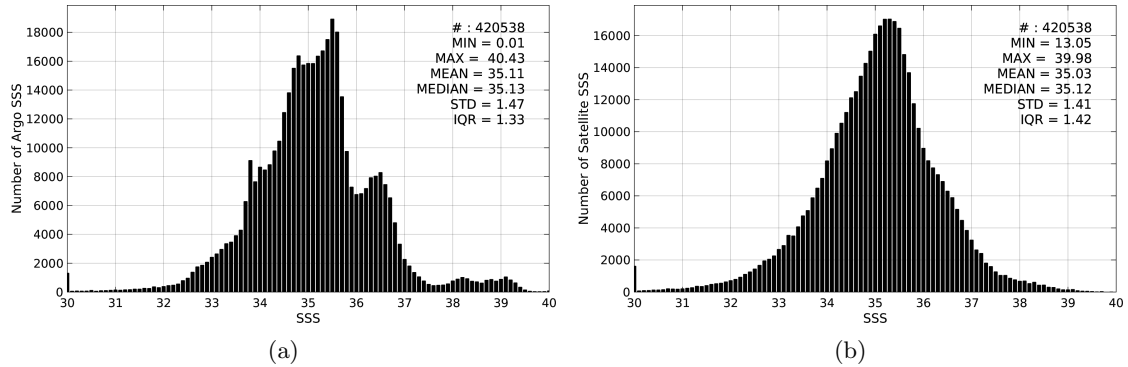 # : 420538
MIN = 0.01
MAX = 40.43
MEAN = 35.11
MEDIAN = 35.13
STD = 1.47
IQR = 1.33
Number of Argo SSS
18000
16000
14000
12000
10000
8000
6000
4000
2000
0
30 31 32 33 34 35 36 37 38 39 40
SSS
(a)
# : 420538
MIN = 13.05
MAX = 39.98
MEAN = 35.03
MEDIAN = 35.12
STD = 1.41
IQR = 1.42
Number of Satellite SSS
16000
14000
12000
10000
8000
6000
4000
2000
0
30 31 32 33 34 35 36 37 38 39 40
SSS
(b)